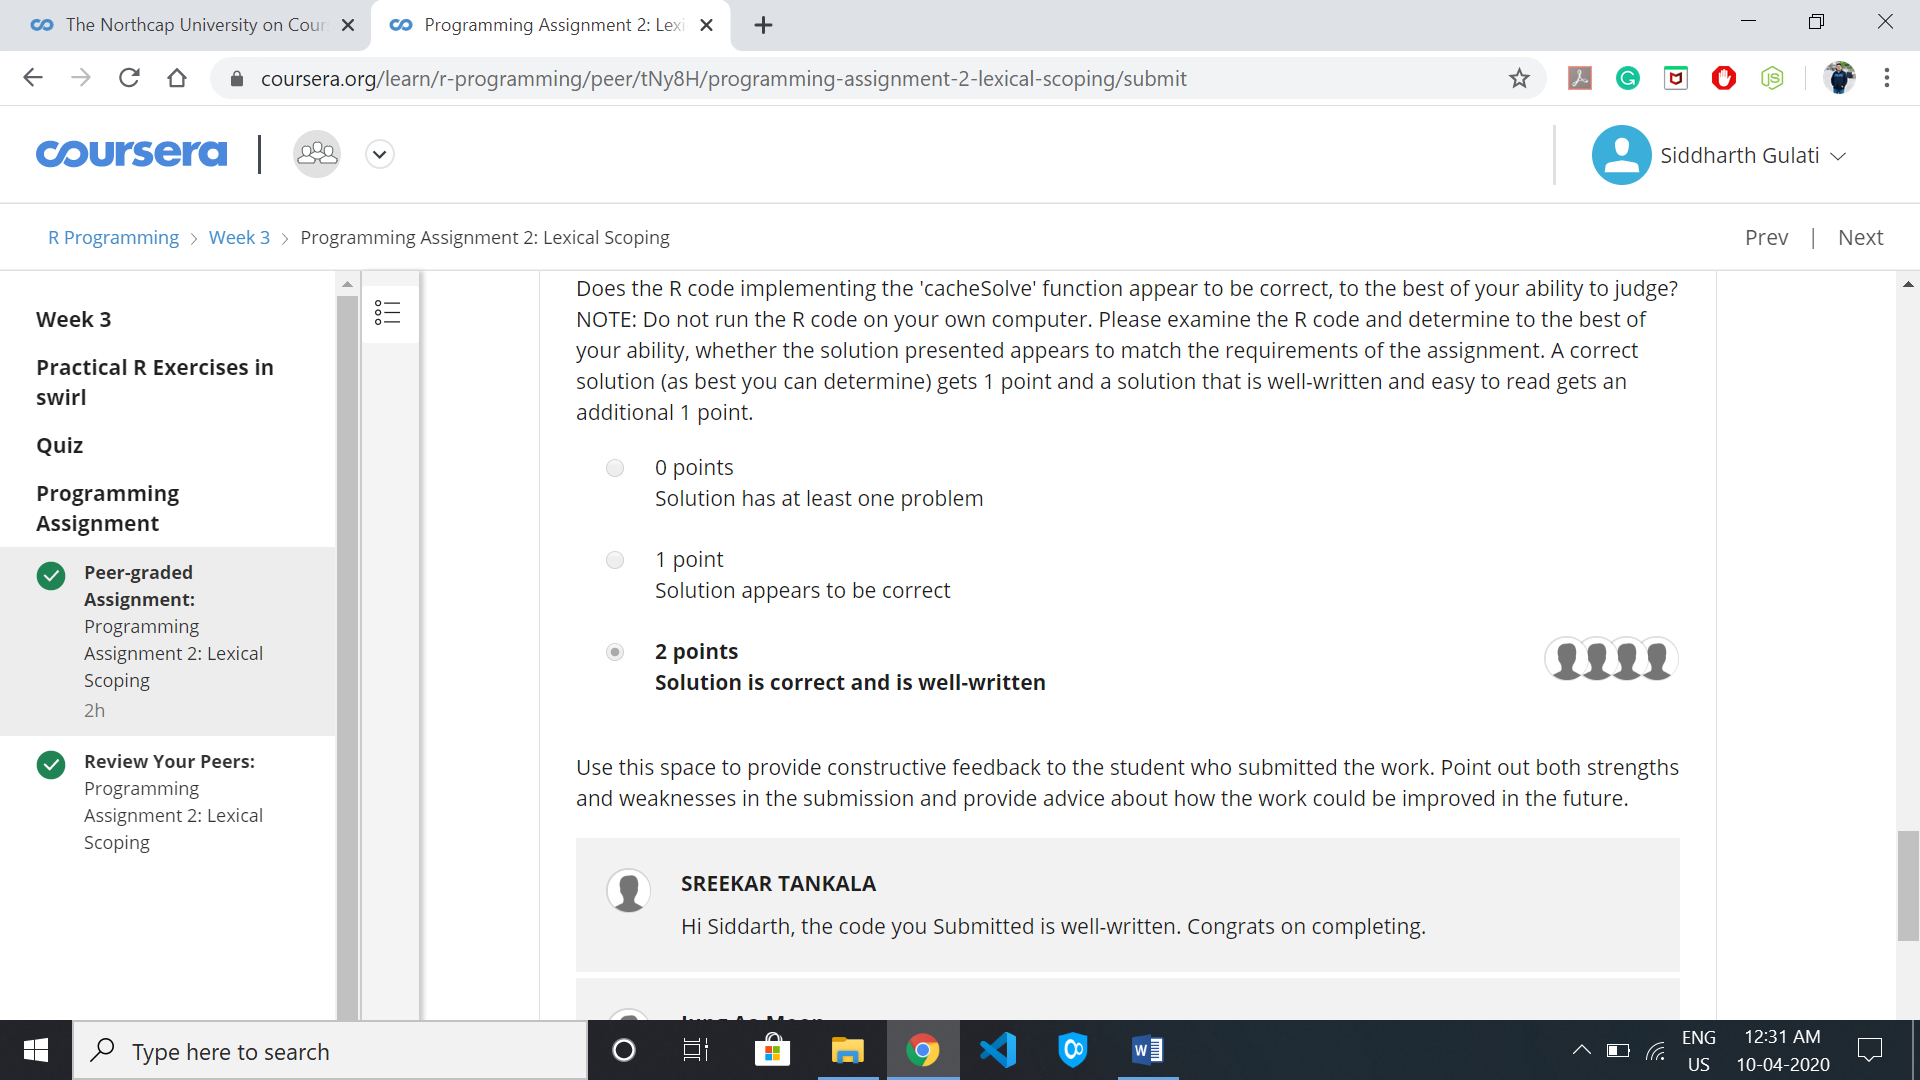 The Northcap University on Cour
Programming Assignment 2: Lexi
coursera.org/learn/r-programming/peer/tNy8H/programming-assignment-2-lexical-scoping/submit
coursera
Siddharth Gulati
R Programming > Week 3 > Programming Assignment 2: Lexical Scoping
Prev | Next
Week 3
Practical R Exercises in
swirl
Quiz
Programming
Assignment
Peer-graded
Assignment:
Programming
Assignment 2: Lexical
Scoping
2h
Review Your Peers:
Programming
Assignment 2: Lexical
Scoping
Does the R code implementing the 'cacheSolve' function appear to be correct, to the best of your ability to judge?
NOTE: Do not run the R code on your own computer. Please examine the R code and determine to the best of
your ability, whether the solution presented appears to match the requirements of the assignment. A correct
solution (as best you can determine) gets 1 point and a solution that is well-written and easy to read gets an
additional 1 point.
0 points
Solution has at least one problem
1 point
Solution appears to be correct
2 points
Solution is correct and is well-written
Use this space to provide constructive feedback to the student who submitted the work. Point out both strengths
and weaknesses in the submission and provide advice about how the work could be improved in the future.
SREEKAR TANKALA
Hi Siddarth, the code you Submitted is well-written. Congrats on completing.
Type here to search
ENG
US
12:31 AM
10-04-2020